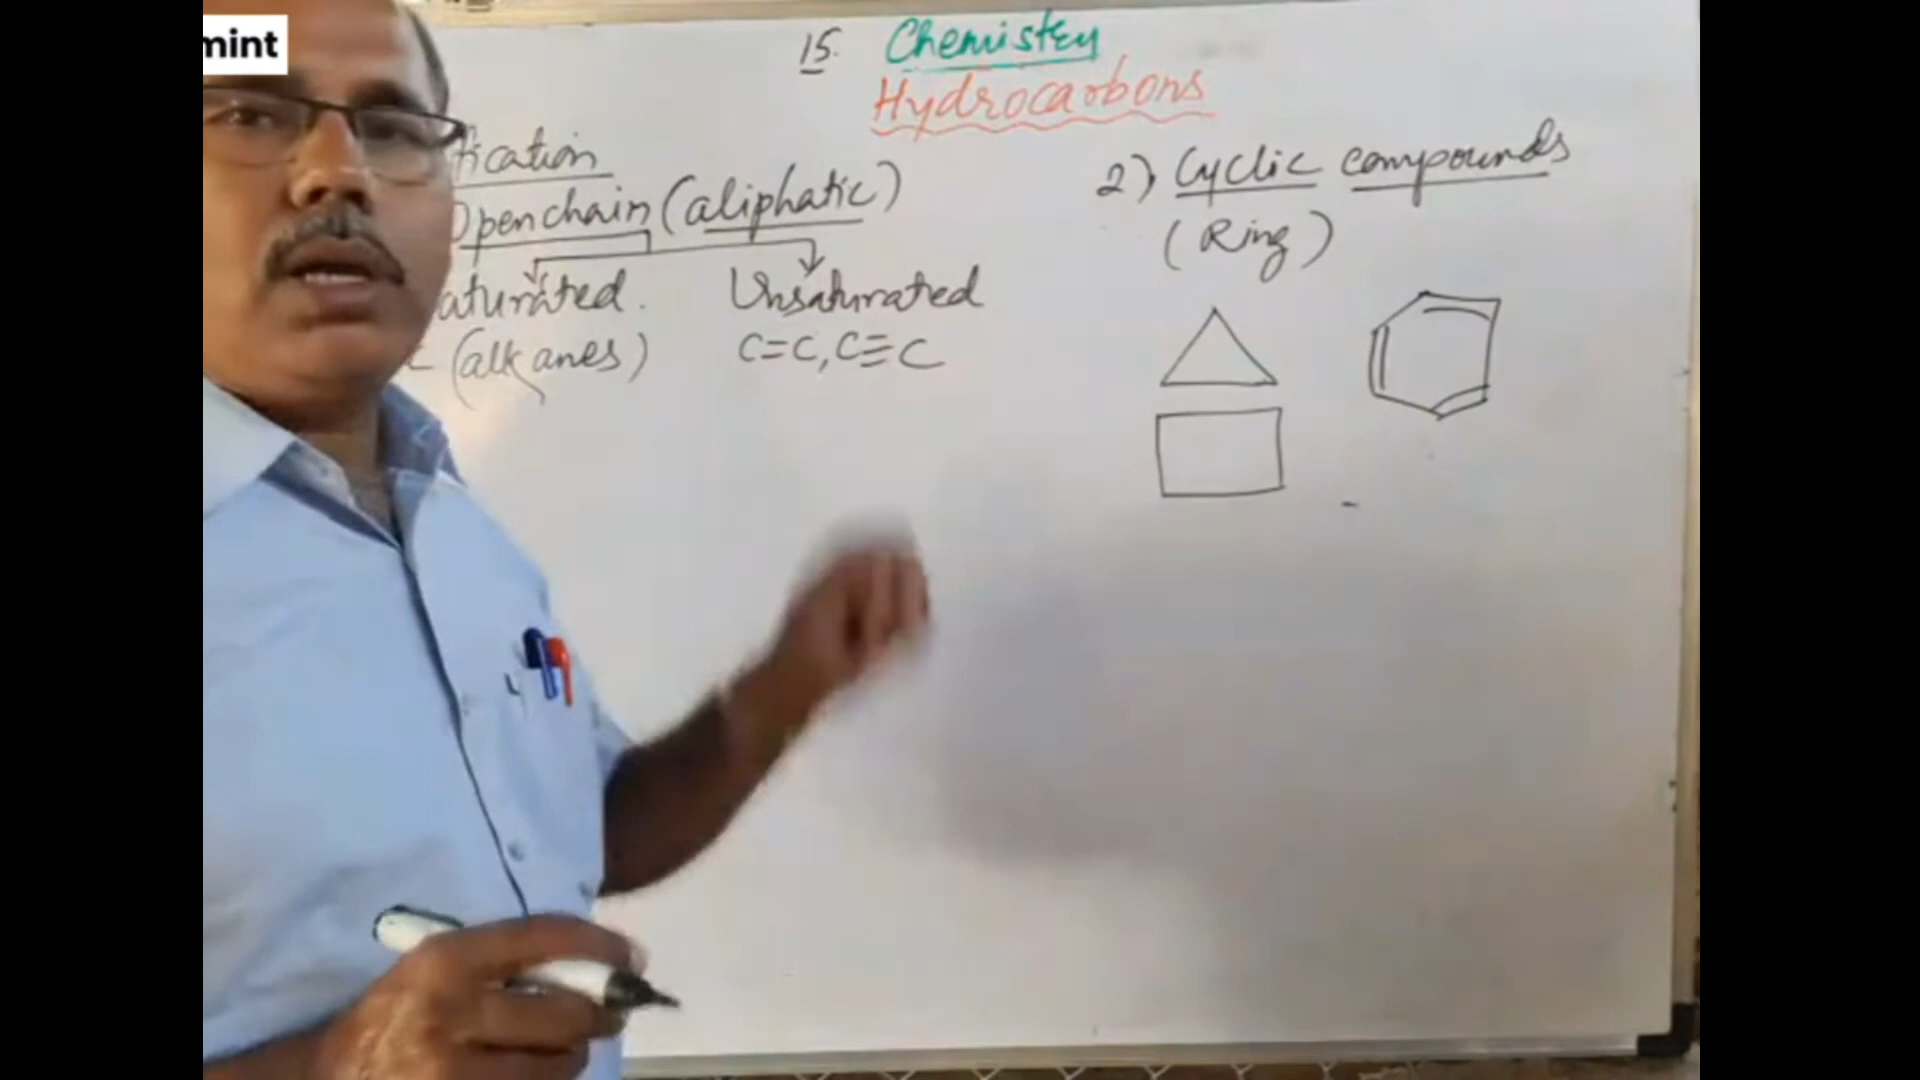 mint
15. Chemistry
Hydrocarbons
fication
Openchain (aliphatic)
aturated. Unsaturated
C (alkanes) C=C, C≡C
2) Cyclic compounds
(Ring)